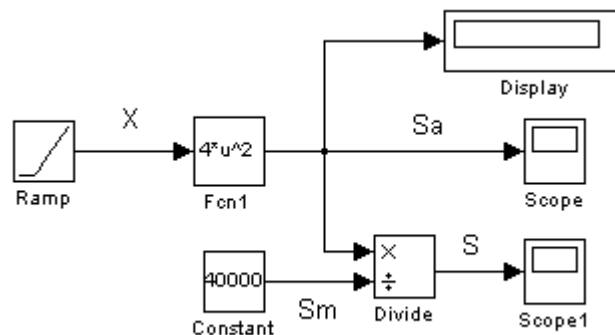 Display
X
4*u^2
Sa
Ramp
Fcn1
Scope
×
÷
S
40000
Sm
Divide
Constant
Scope1